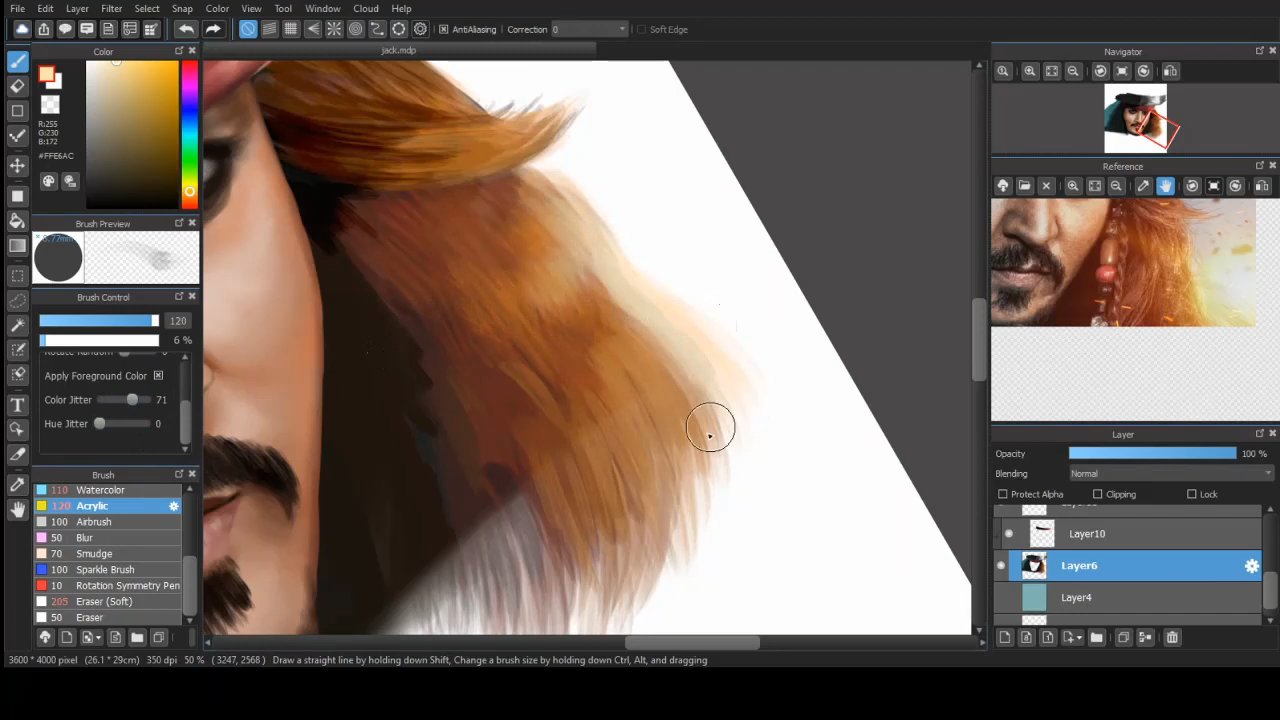 File Edit Layer Filter Select Snap Color View Tool Window Cloud Help
AntiAliasing Correction 0 Soft Edge
Color
jack.mdp
Navigator
R:255
G:230
B:172
#FFE6AC
Reference
Brush Preview
Brush Control
120
6 %
Apply Foreground Color
Color Jitter 71
Hue Jitter 0
Layer
Opacity 100 %
Blending Normal
Protect Alpha Clipping Lock
Brush
110 Watercolor
120 Acrylic
100 Airbrush
50 Blur
70 Smudge
100 Sparkle Brush
10 Rotation Symmetry Pen
205 Eraser (Soft)
50 Eraser
Layer10
Layer6
Layer4
3600 * 4000 pixel (26.1 * 29cm) 350 dpi 50 % ( 3247, 2568 ) Draw a straight line by holding down Shift, Change a brush size by holding down Ctrl, Alt, and dragging